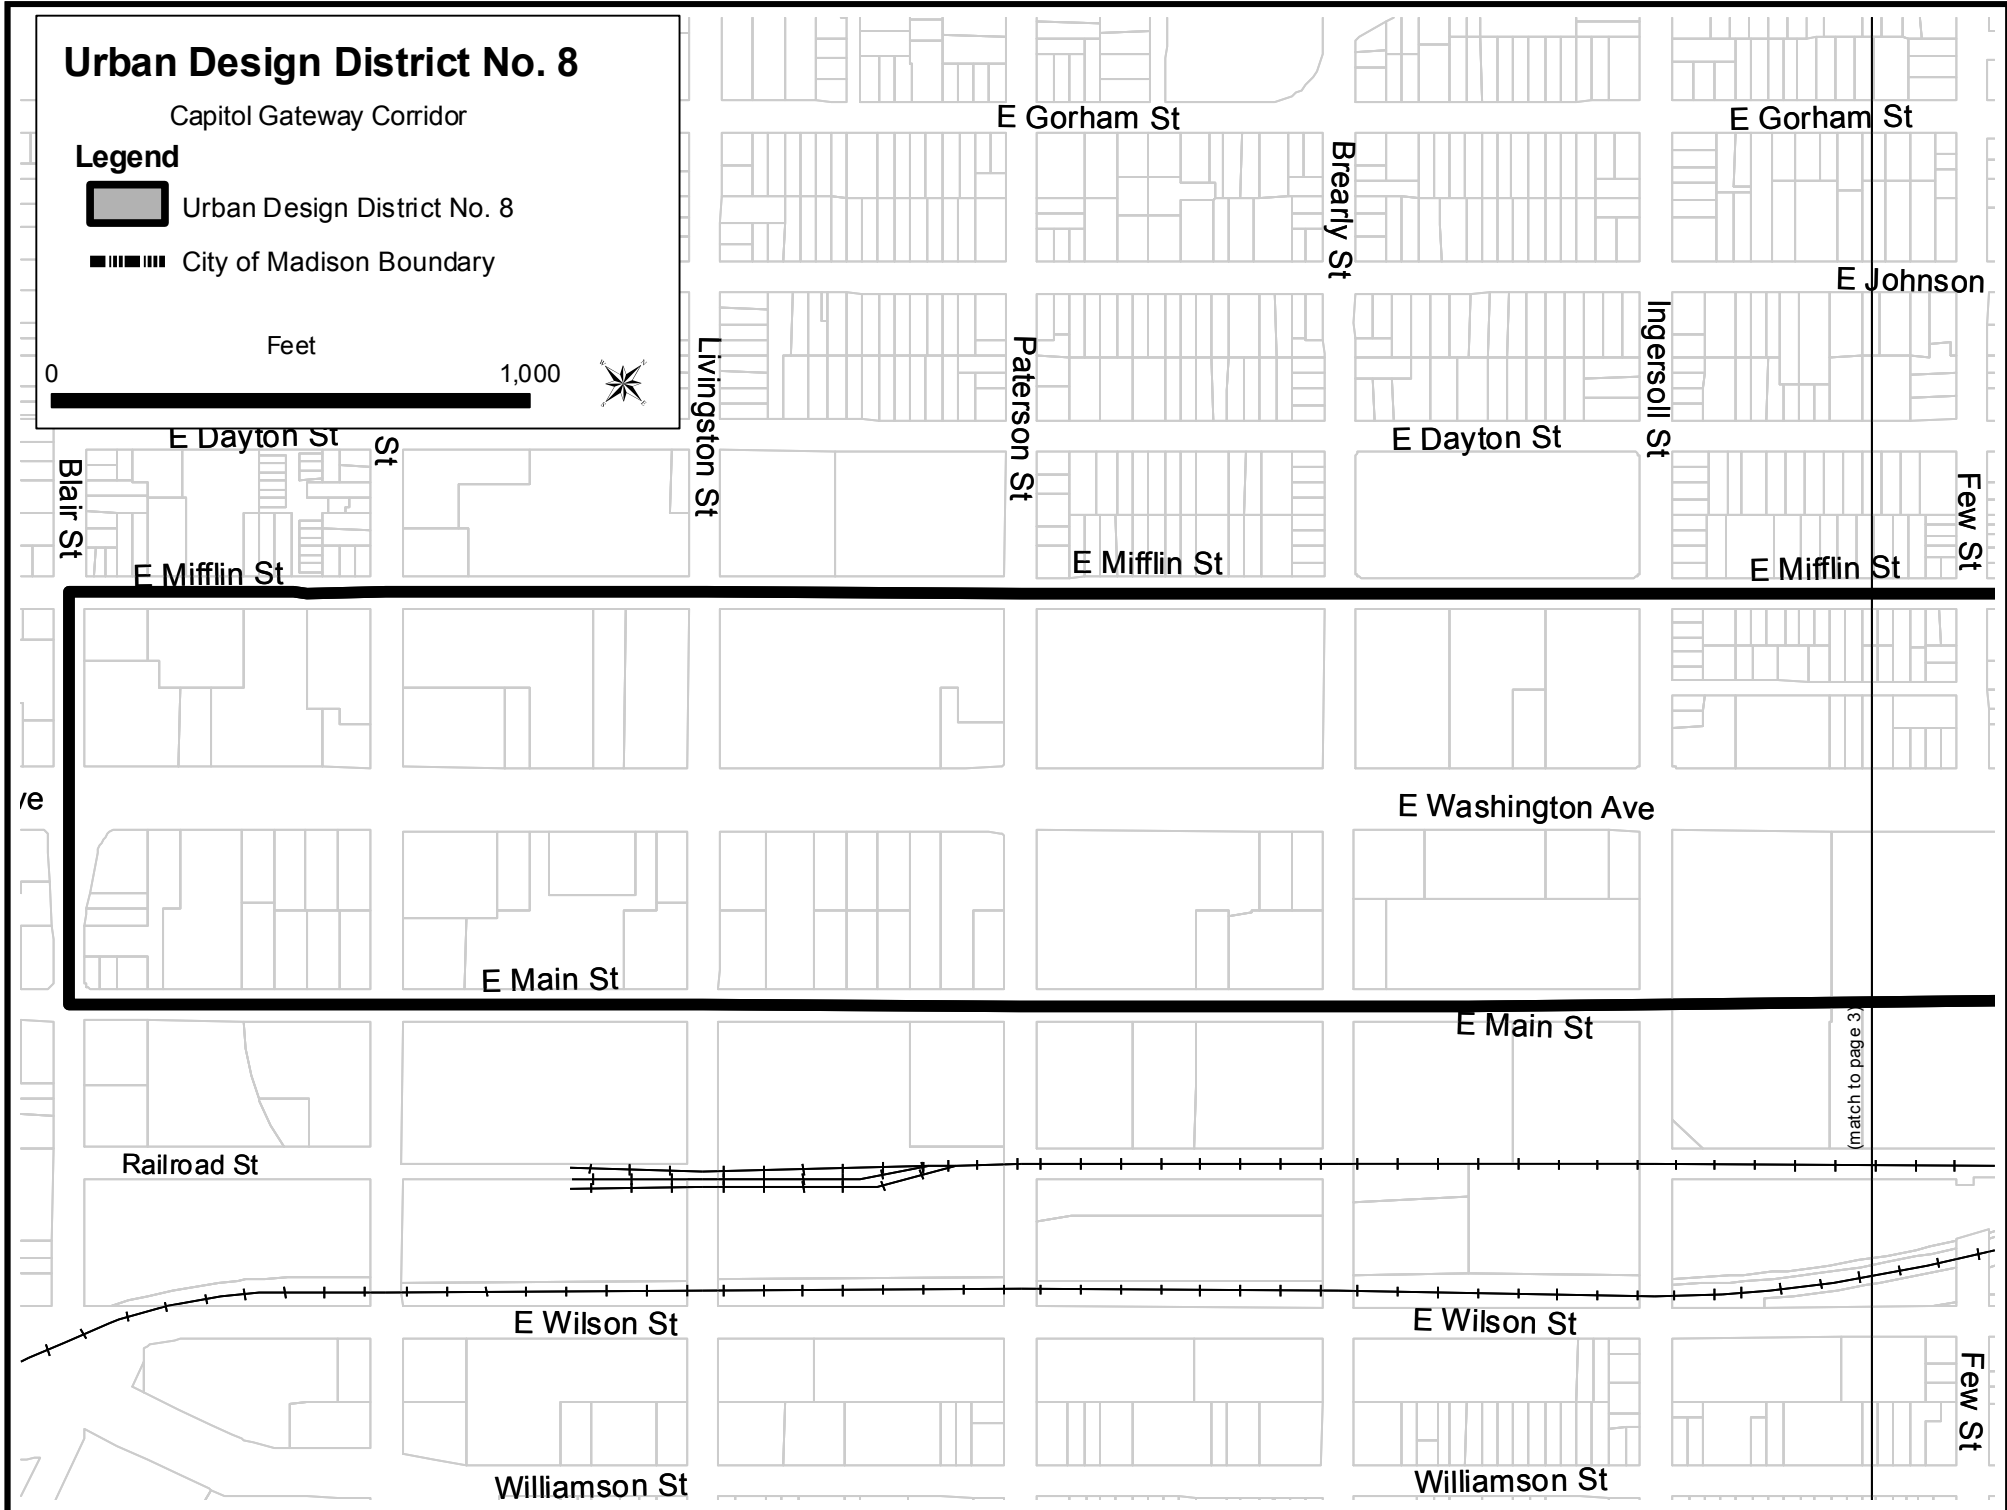 Urban Design District No. 8
Capitol Gateway Corridor
Legend
Urban Design District No. 8
City of Madison Boundary
Feet
0 1,000
E Gorham St
E Gorham St
Brearly St
E Johnson
Livingston St
Paterson St
Ingersoll St
E Dayton St
St
E Dayton St
Blair St
Few St
E Mifflin St
E Mifflin St
E Mifflin St
ve
E Washington Ave
E Main St
E Main St
(match to page 3)
Railroad St
E Wilson St
E Wilson St
Few St
Williamson St
Williamson St